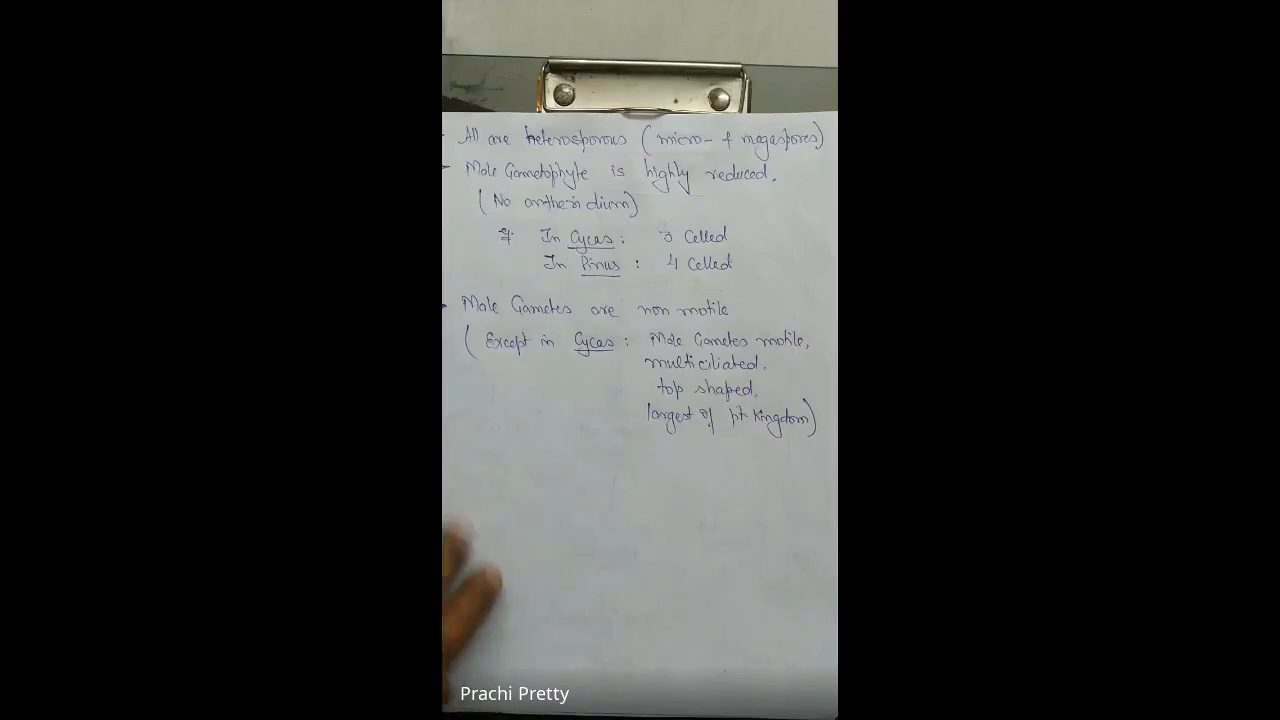 All are heterosporous (micro- & megaspores)
Male Gametophyte is highly reduced.
(No antheridium)
In Cycas : 3 Celled
In Pinus : 4 Celled
Male Gametes are non motile
(Except in Cycas : Male Gametes motile,
multiciliated.
top shaped.
largest of pt. Kingdom)
Prachi Pretty